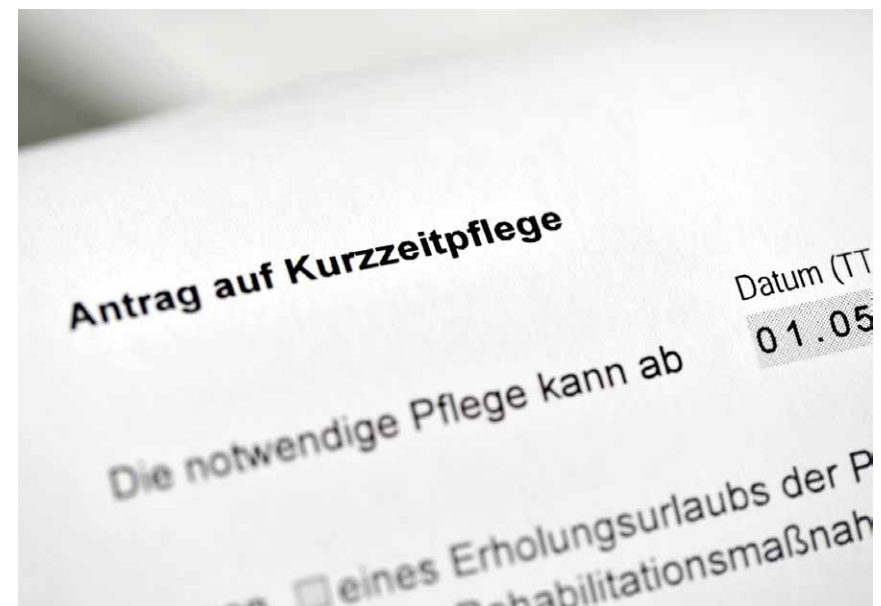 Antrag auf Kurzzeitpflege
Datum (TT
01.05
Die notwendige Pflege kann ab
eines Erholungsurlaubs der P
Rehabilitationsmaßnah